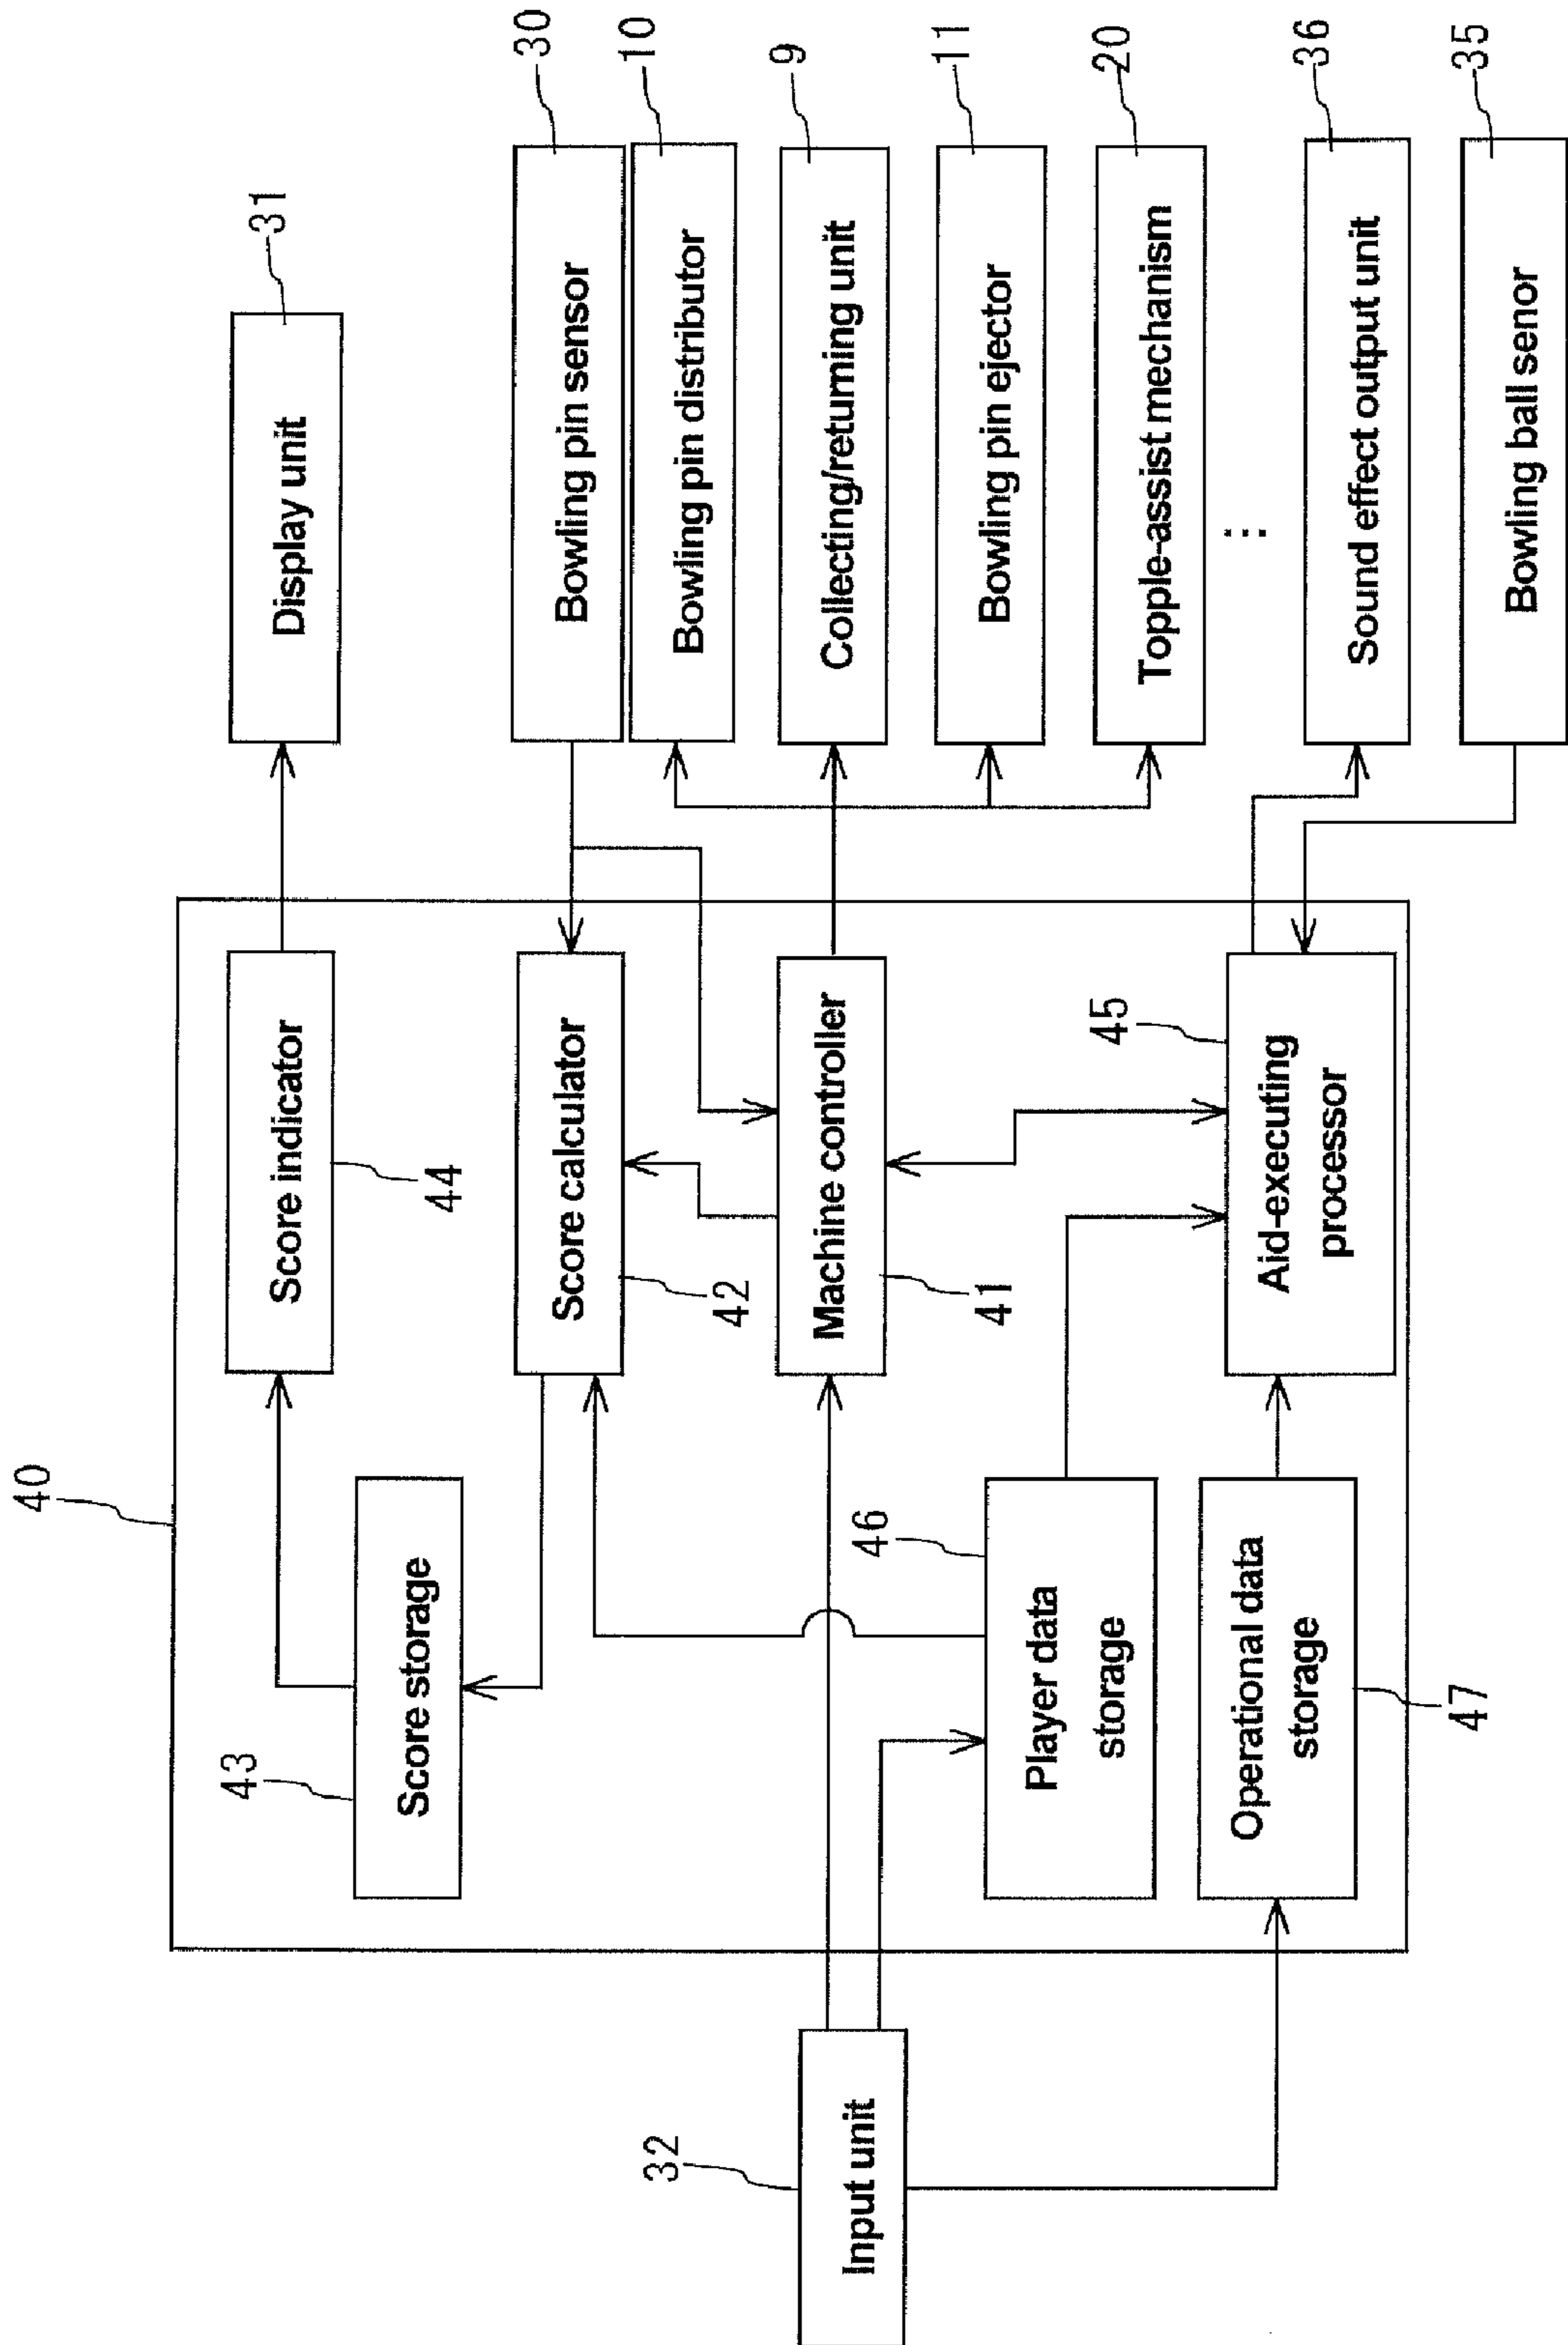 40
43
Score storage
Score indicator
44
Display unit
31
Score calculator
42
Bowling pin sensor
30
Bowling pin distributor
10
32
Input unit
Machine controller
41
Collecting/returning unit
9
Bowling pin ejector
11
46
Player data
storage
Topple-assist mechanism
20
Operational data
storage
47
45
Aid-executing
processor
Sound effect output unit
36
Bowling ball senor
35